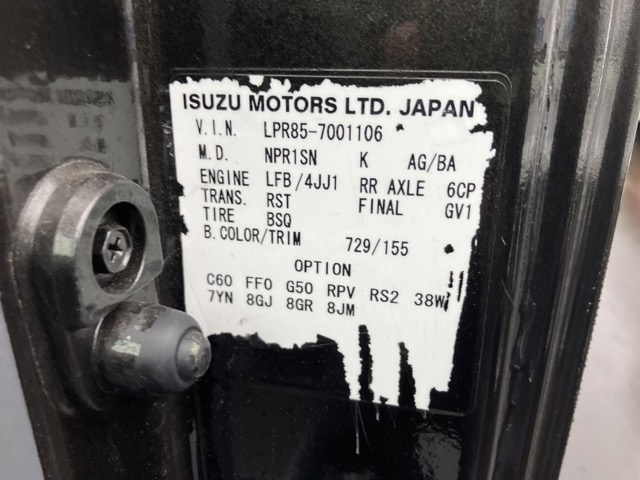 ISUZU MOTORS LTD. JAPAN
V.I.N. LPR85-7001106
M.D. NPR1SN K AG/BA
ENGINE LFB/4JJ1 RR AXLE 6CP
TRANS. RST FINAL GV1
TIRE BSQ
B.COLOR/TRIM 729/155
OPTION
C60 FF0 G50 RPV RS2 38W
7YN 8GJ 8GR 8JM